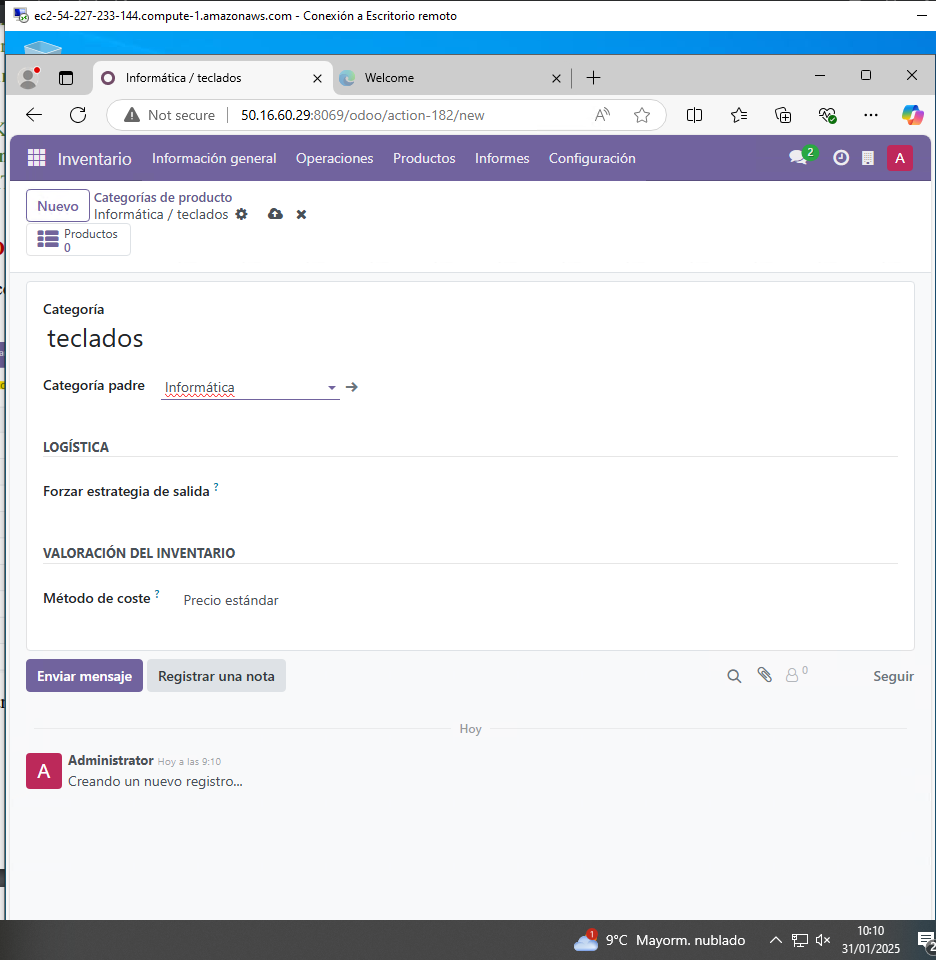 ec2-54-227-233-144.compute-1.amazonaws.com - Conexión a Escritorio remoto
Informática / teclados
Welcome
Not secure
50.16.60.29:8069/odoo/action-182/new
Inventario Información general Operaciones Productos Informes Configuración 2 A
Nuevo
Categorías de producto
Informática / teclados
Productos
0
Categoría
teclados
Categoría padre Informática
LOGÍSTICA
Forzar estrategia de salida ?
VALORACIÓN DEL INVENTARIO
Método de coste ? Precio estándar
Enviar mensaje Registrar una nota 0 Seguir
Hoy
A Administrator Hoy a las 9:10
Creando un nuevo registro...
1 9°C Mayorm. nublado
10:10
31/01/2025
2